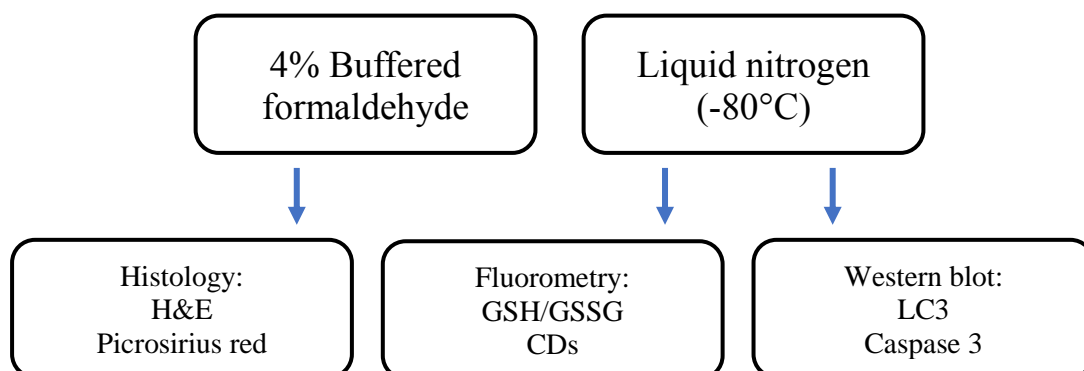 4% Buffered
formaldehyde
Liquid nitrogen
(-80°C)
Histology:
H&E
Picrosirius red
Fluorometry:
GSH/GSSG
CDs
Western blot:
LC3
Caspase 3